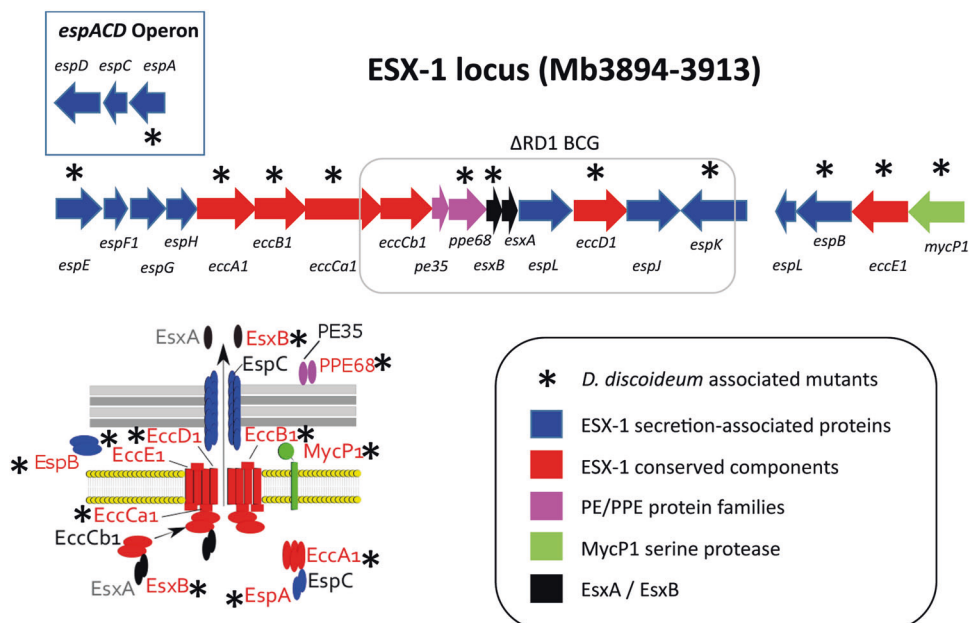 espACD Operon
espD espC espA
*
ESX-1 locus (Mb3894-3913)
ΔRD1 BCG
* * * * * * * * * * *
espF1 espH eccB1 eccCb1 ppe68 esxA eccD1 espK espB mycP1
espE espG eccA1 eccCa1 pe35 esxB espL espJ espL eccE1
EsxA EsxB* PE35
EspC PPE68*
* * EccD1 EccB1*
* EspB EccE1 MycP1*
* EccCa1
EccCb1
EccA1*
EsxA EsxB* * EspA EspC
* D. discoideum associated mutants
ESX-1 secretion-associated proteins
ESX-1 conserved components
PE/PPE protein families
MycP1 serine protease
EsxA / EsxB